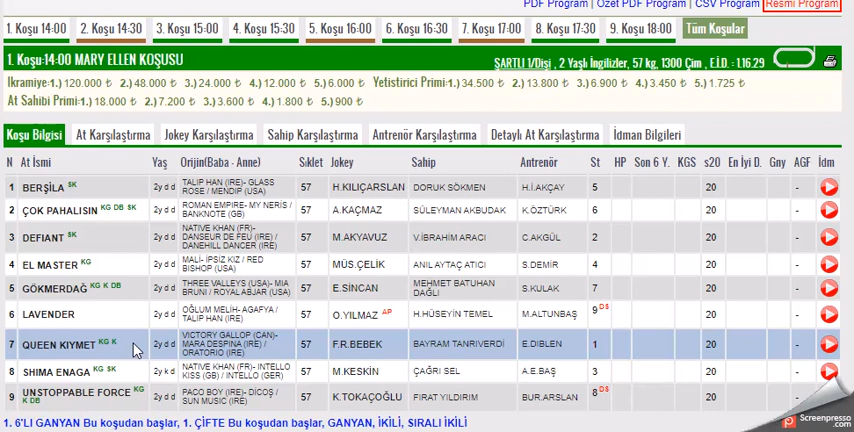 PDF Program | Özet PDF Program | CSV Program | Resmi Program
1. Koşu 14:00 2. Koşu 14:30 3. Koşu 15:00 4. Koşu 15:30 5. Koşu 16:00 6. Koşu 16:30 7. Koşu 17:00 8. Koşu 17:30 9. Koşu 18:00 Tüm Koşular
1. Koşu:14:00 MARY ELLEN KOŞUSU
ŞARTLI 1/Dişi , 2 Yaşlı İngilizler, 57 kg, 1300 Çim , E.İ.D. : 1.16.29
Ikramiye:1.) 120.000 ₺ 2.) 48.000 ₺ 3.) 24.000 ₺ 4.) 12.000 ₺ 5.) 6.000 ₺ Yetistirici Primi:1.) 34.500 ₺ 2.) 13.800 ₺ 3.) 6.900 ₺ 4.) 3.450 ₺ 5.) 1.725 ₺
At Sahibi Primi:1.) 18.000 ₺ 2.) 7.200 ₺ 3.) 3.600 ₺ 4.) 1.800 ₺ 5.) 900 ₺
Koşu Bilgisi At Karşılaştırma Jokey Karşılaştırma Sahip Karşılaştırma Antrenör Karşılaştırma Detaylı At Karşılaştırma İdman Bilgileri
N At İsmi Yaş Orijin(Baba - Anne) Sıklet Jokey Sahip Antrenör St HP Son 6 Y. KGS s20 En İyi D. Gny AGF İdm
1 BERŞİLA SK 2y d d TALIP HAN (IRE)- GLASS ROSE / MENDIP (USA) 57 H.KILIÇARSLAN DORUK SÖKMEN H.İ.AKÇAY 5 20 -
2 ÇOK PAHALISIN KG DB SK 2y d d ROMAN EMPIRE- MY NERİS / BANKNOTE (GB) 57 A.KAÇMAZ SÜLEYMAN AKBUDAK K.ÖZTÜRK 6 20 -
3 DEFIANT SK 2y d d NATIVE KHAN (FR)- DANSEUR DE FEU (IRE) / DANEHILL DANCER (IRE) 57 M.AKYAVUZ V.İBRAHİM ARACI C.AKGÜL 2 20 -
4 EL MASTER KG 2y d d MALI- İPSİZ KIZ / RED BISHOP (USA) 57 MÜS.ÇELİK ANIL AYTAÇ ATICI S.DEMİR 4 20 -
5 GÖKMERDAĞ KG K DB 2y d d THREE VALLEYS (USA)- MIA BRUNI / ROYAL ABJAR (USA) 57 E.SİNCAN MEHMET BATUHAN DAĞLI S.KULAK 7 20 -
6 LAVENDER 2y d d OĞLUM MELİH- AGAFYA / TALIP HAN (IRE) 57 O.YILMAZ AP H.HÜSEYİN TEMEL M.ALTUNBAŞ 9 DS 20 -
7 QUEEN KIYMET KG K 2y d d VICTORY GALLOP (CAN)- MARA DESPINA (IRE) / ORATORIO (IRE) 57 F.R.BEBEK BAYRAM TANRIVERDİ E.DİBLEN 1 20 -
8 SHIMA ENAGA KG SK 2y k d NATIVE KHAN (FR)- INTELLO KISS (GB) / INTELLO (GER) 57 M.KESKİN ÇAĞRI SEL A.E.BAŞ 3 20 -
9 UNSTOPPABLE FORCE KG K DB 2y d d PACO BOY (IRE)- DİCOŞ / SUN MUSIC (IRE) 57 K.TOKAÇOĞLU FIRAT YILDIRIM BUR.ARSLAN 8 DS 20 -
1. 6'LI GANYAN Bu koşudan başlar, 1. ÇİFTE Bu koşudan başlar, GANYAN, İKİLİ, SIRALI İKİLİ
Screenpresso
.com